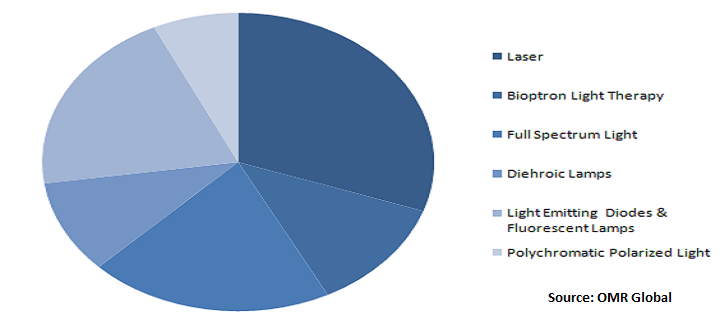 Laser
Bioptron Light Therapy
Full Spectrum Light
Diehroic Lamps
Light Emitting Diodes &
Fluorescent Lamps
Polychromatic Polarized Light
Source: OMR Global